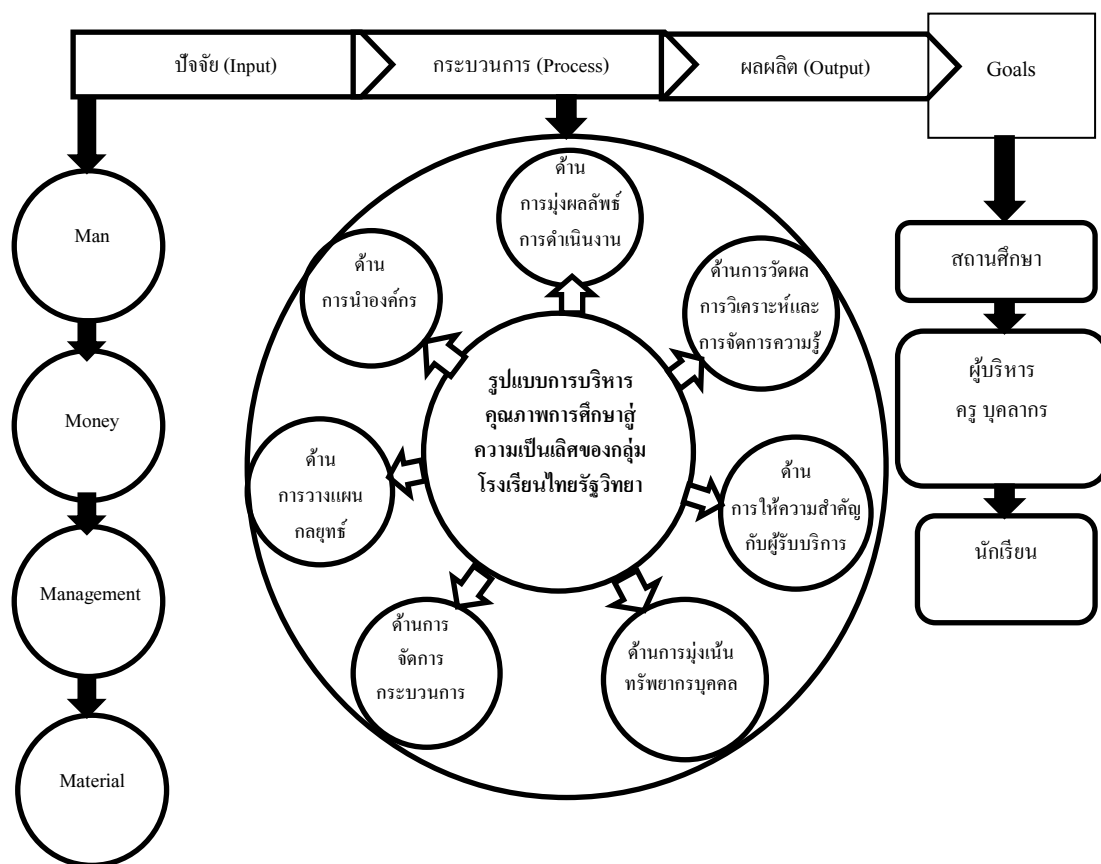 ปัจจัย (Input)
กระบวนการ (Process)
ผลผลิต (Output)
Goals
Man
Money
Management
Material
ด้าน
การมุ่งผลลัพธ์
การดำเนินงาน
ด้าน
การนำองค์กร
ด้านการวัดผล
การวิเคราะห์และ
การจัดการความรู้
รูปแบบการบริหาร
คุณภาพการศึกษาสู่
ความเป็นเลิศของกลุ่ม
โรงเรียนไทยรัฐวิทยา
ด้าน
การวางแผน
กลยุทธ์
ด้าน
การให้ความสำคัญ
กับผู้รับบริการ
ด้านการ
จัดการ
กระบวนการ
ด้านการมุ่งเน้น
ทรัพยากรบุคคล
สถานศึกษา
ผู้บริหาร
ครู บุคลากร
นักเรียน